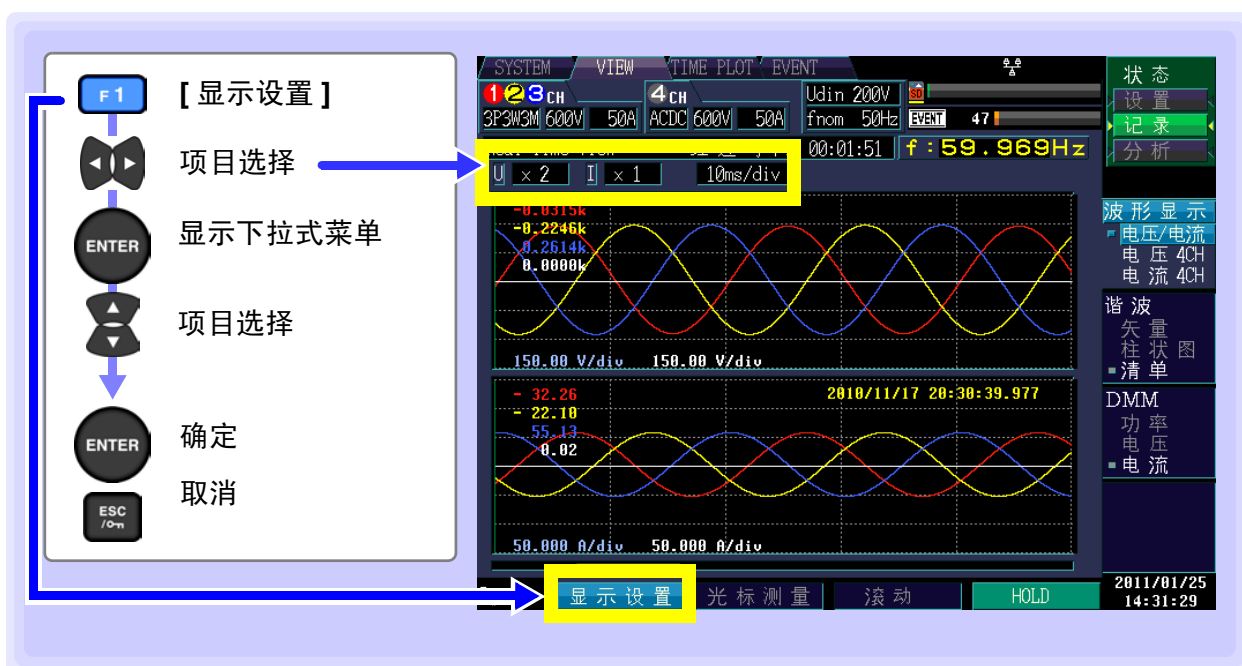 F 1
[ 显示设置 ]
项目选择
ENTER
显示下拉式菜单
项目选择
ENTER
确定
ESC
取消
SYSTEM VIEW TIME PLOT EVENT
123CH 4CH Udin 200V SD
3P3W3M 600V 50A ACDC 600V 50A fnom 50Hz EVENT 47
00:01:51 f:59.969Hz
U ×2 I ×1 10ms/div
-0.0315k
-0.2246k
0.2614k
0.0000k
150.00 V/div 150.00 V/div
- 32.26 2010/11/17 20:30:39.977
- 22.10
55.13
0.02
50.000 A/div 50.000 A/div
显示设置 光标测量 滚动 HOLD
状态
设置
记录
分析
波形显示
电压/电流
电压 4CH
电流 4CH
谐波
矢量
柱状图
清单
DMM
功率
电压
电流
2011/01/25
14:31:29